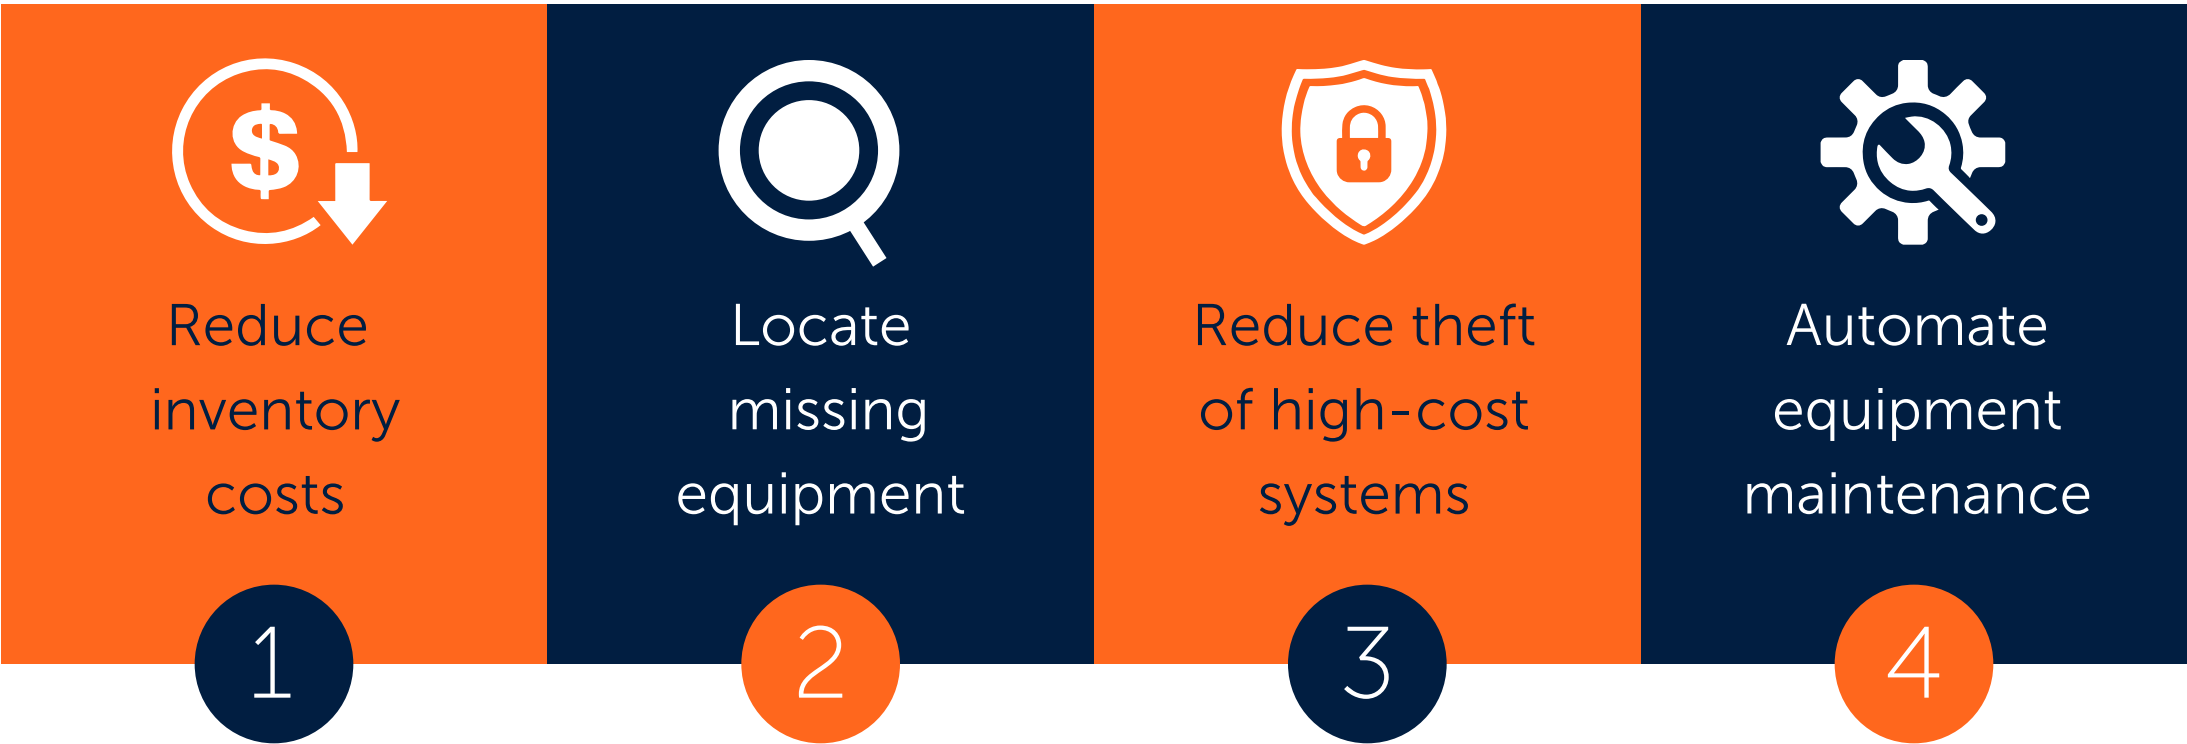 $
Reduce
inventory
costs
1
Locate
missing
equipment
2
Reduce theft
of high-cost
systems
3
Automate
equipment
maintenance
4